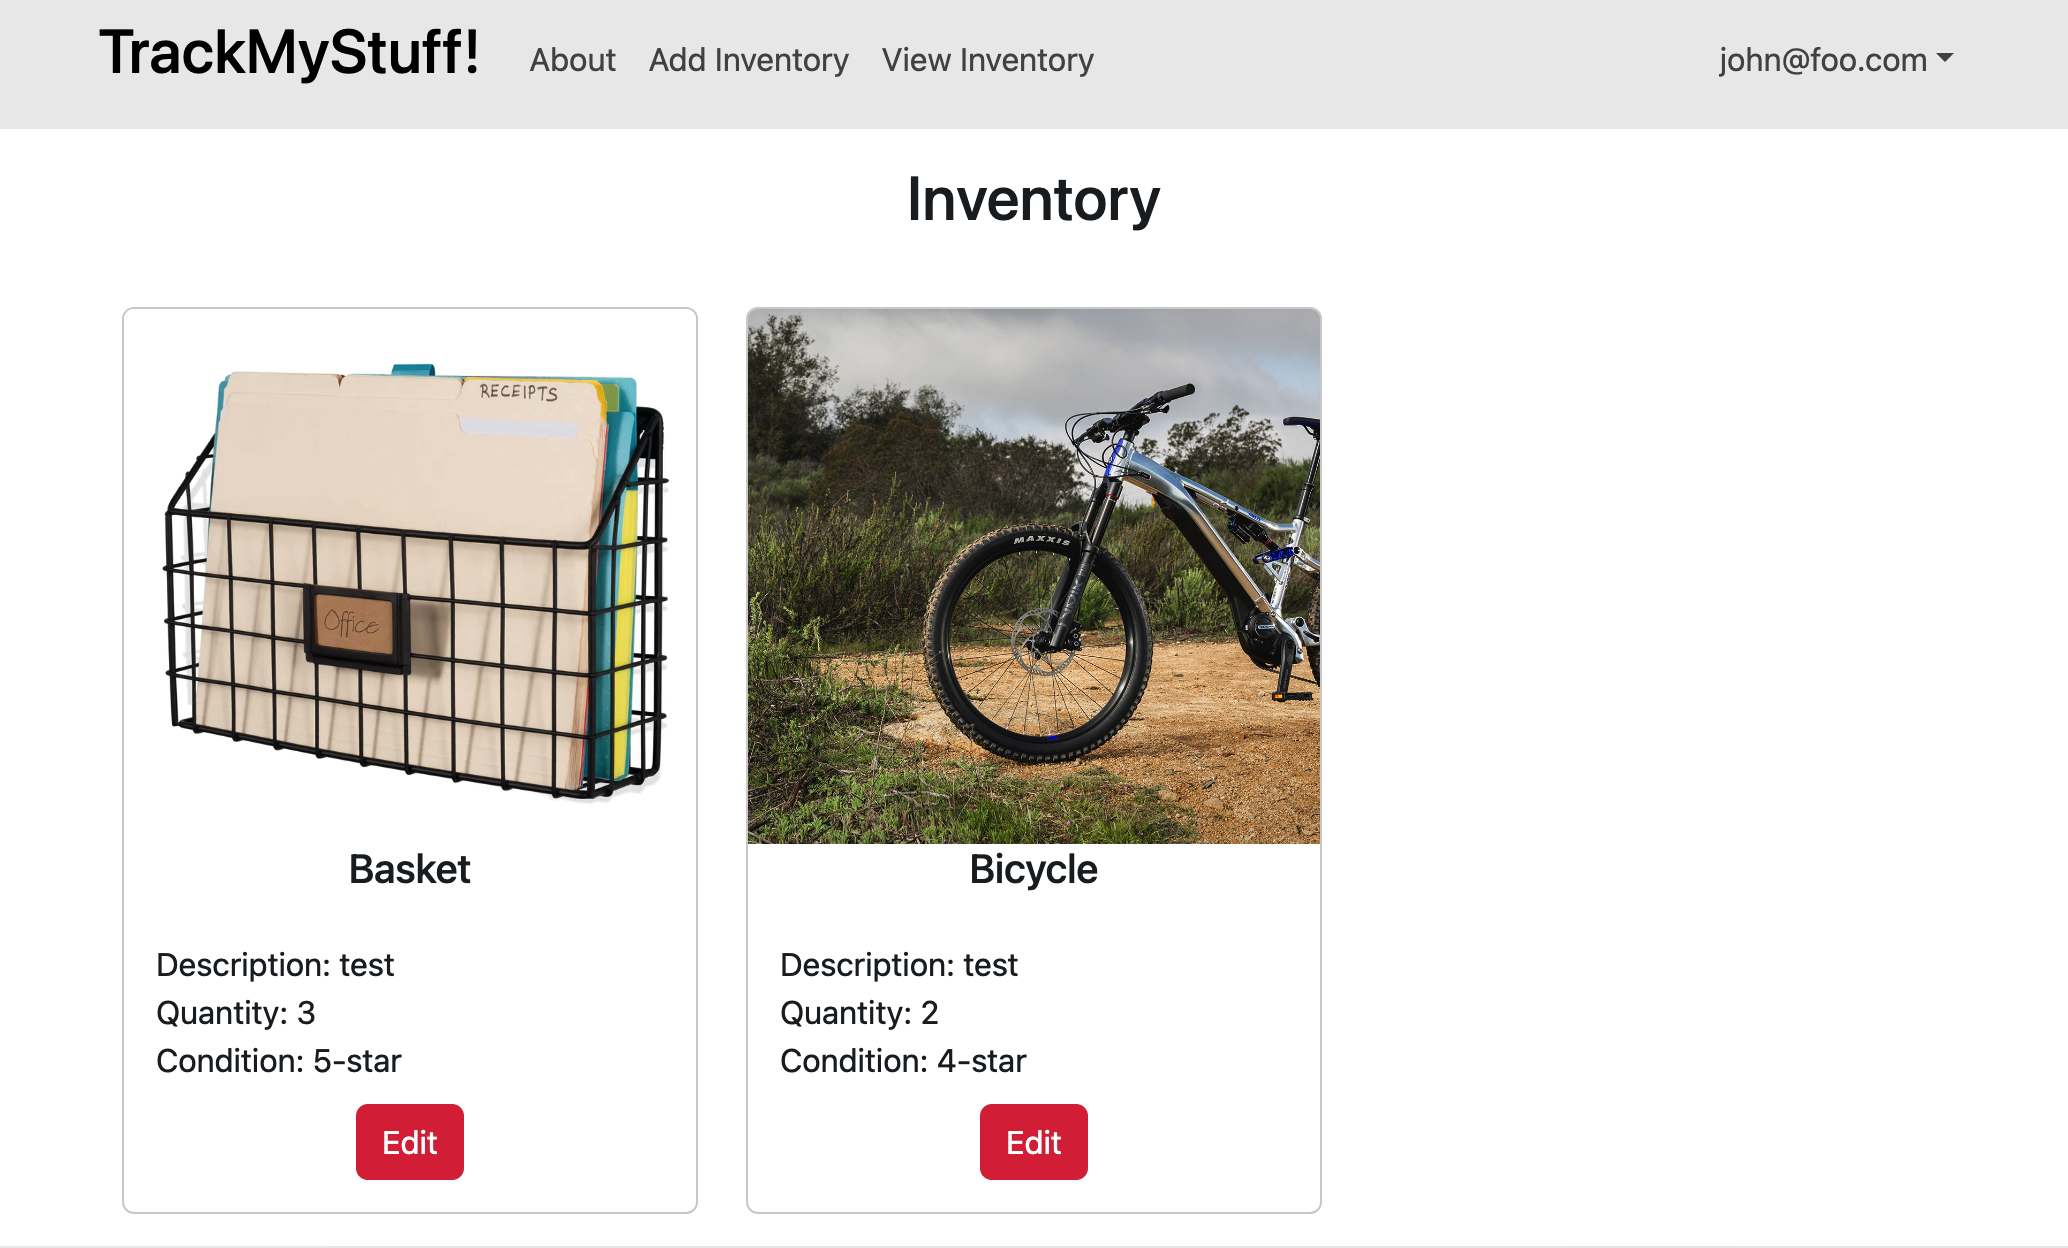 TrackMyStuff!
About
Add Inventory
View Inventory
john@foo.com
Inventory
RECEIPTS
Office
MAXXIS
Basket
Bicycle
Description: test
Quantity: 3
Condition: 5-star
Edit
Description: test
Quantity: 2
Condition: 4-star
Edit